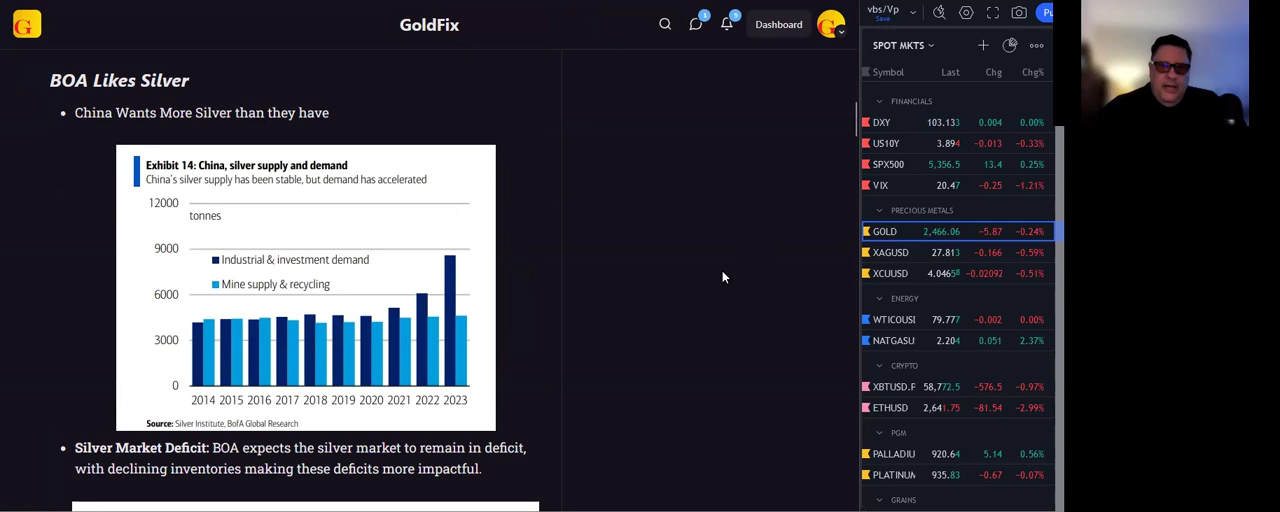 G
GoldFix
1
5
Dashboard
G
BOA Likes Silver
China Wants More Silver than they have
Exhibit 14: China, silver supply and demand
China's silver supply has been stable, but demand has accelerated
12000
tonnes
9000
Industrial & investment demand
Mine supply & recycling
6000
3000
0
2014 2015 2016 2017 2018 2019 2020 2021 2022 2023
Source: Silver Institute, BofA Global Research
Silver Market Deficit: BOA expects the silver market to remain in deficit,
with declining inventories making these deficits more impactful.
vbs/Vp
Save
Pu
SPOT MKTS
Symbol Last Chg Chg%
FINANCIALS
DXY 103.133 0.004 0.00%
US10Y 3.894 −0.013 −0.33%
SPX500 5,356.5 13.4 0.25%
VIX 20.47 −0.25 −1.21%
PRECIOUS METALS
GOLD 2,466.06 −5.87 −0.24%
XAGUSD 27.813 −0.166 −0.59%
XCUUSD 4.04658 −0.02092 −0.51%
ENERGY
WTICOUSI 79.777 −0.002 0.00%
NATGASU 2.204 0.051 2.37%
CRYPTO
XBTUSD.F 58,772.5 −576.5 −0.97%
ETHUSD 2,641.75 −81.54 −2.99%
PGM
PALLADIU 920.64 5.14 0.56%
PLATINUM 935.83 −0.67 −0.07%
GRAINS